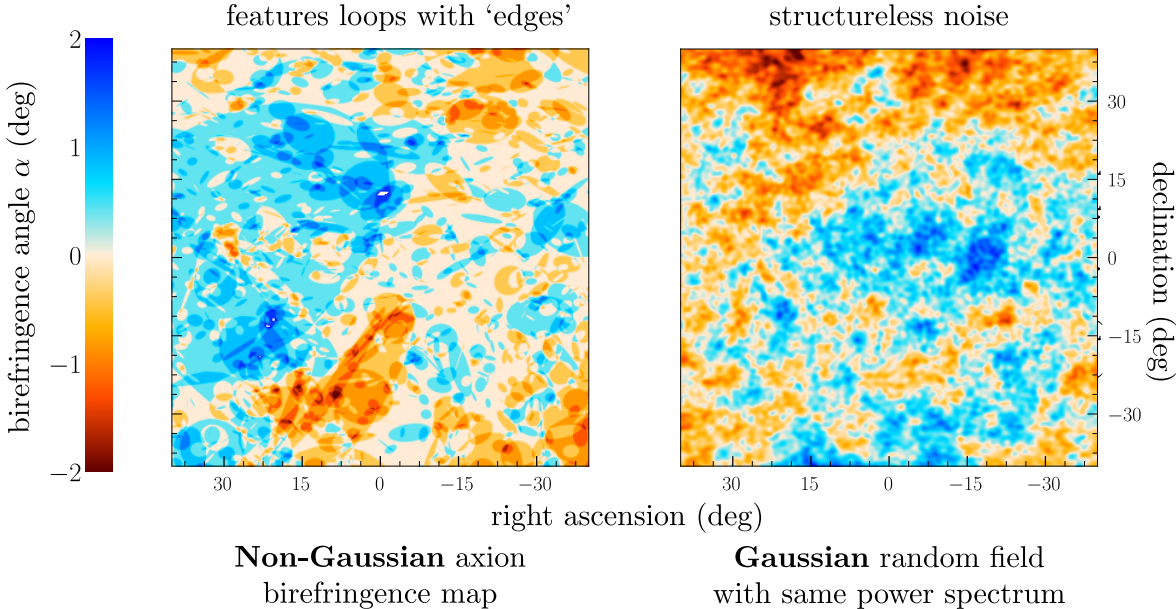 features loops with ‘edges’
structureless noise
birefringence angle α (deg)
2
1
0
−1
−2
30
15
0
−15
−30
30
15
0
−15
−30
30
15
0
−15
−30
declination (deg)
right ascension (deg)
Non-Gaussian axion
birefringence map
Gaussian random field
with same power spectrum